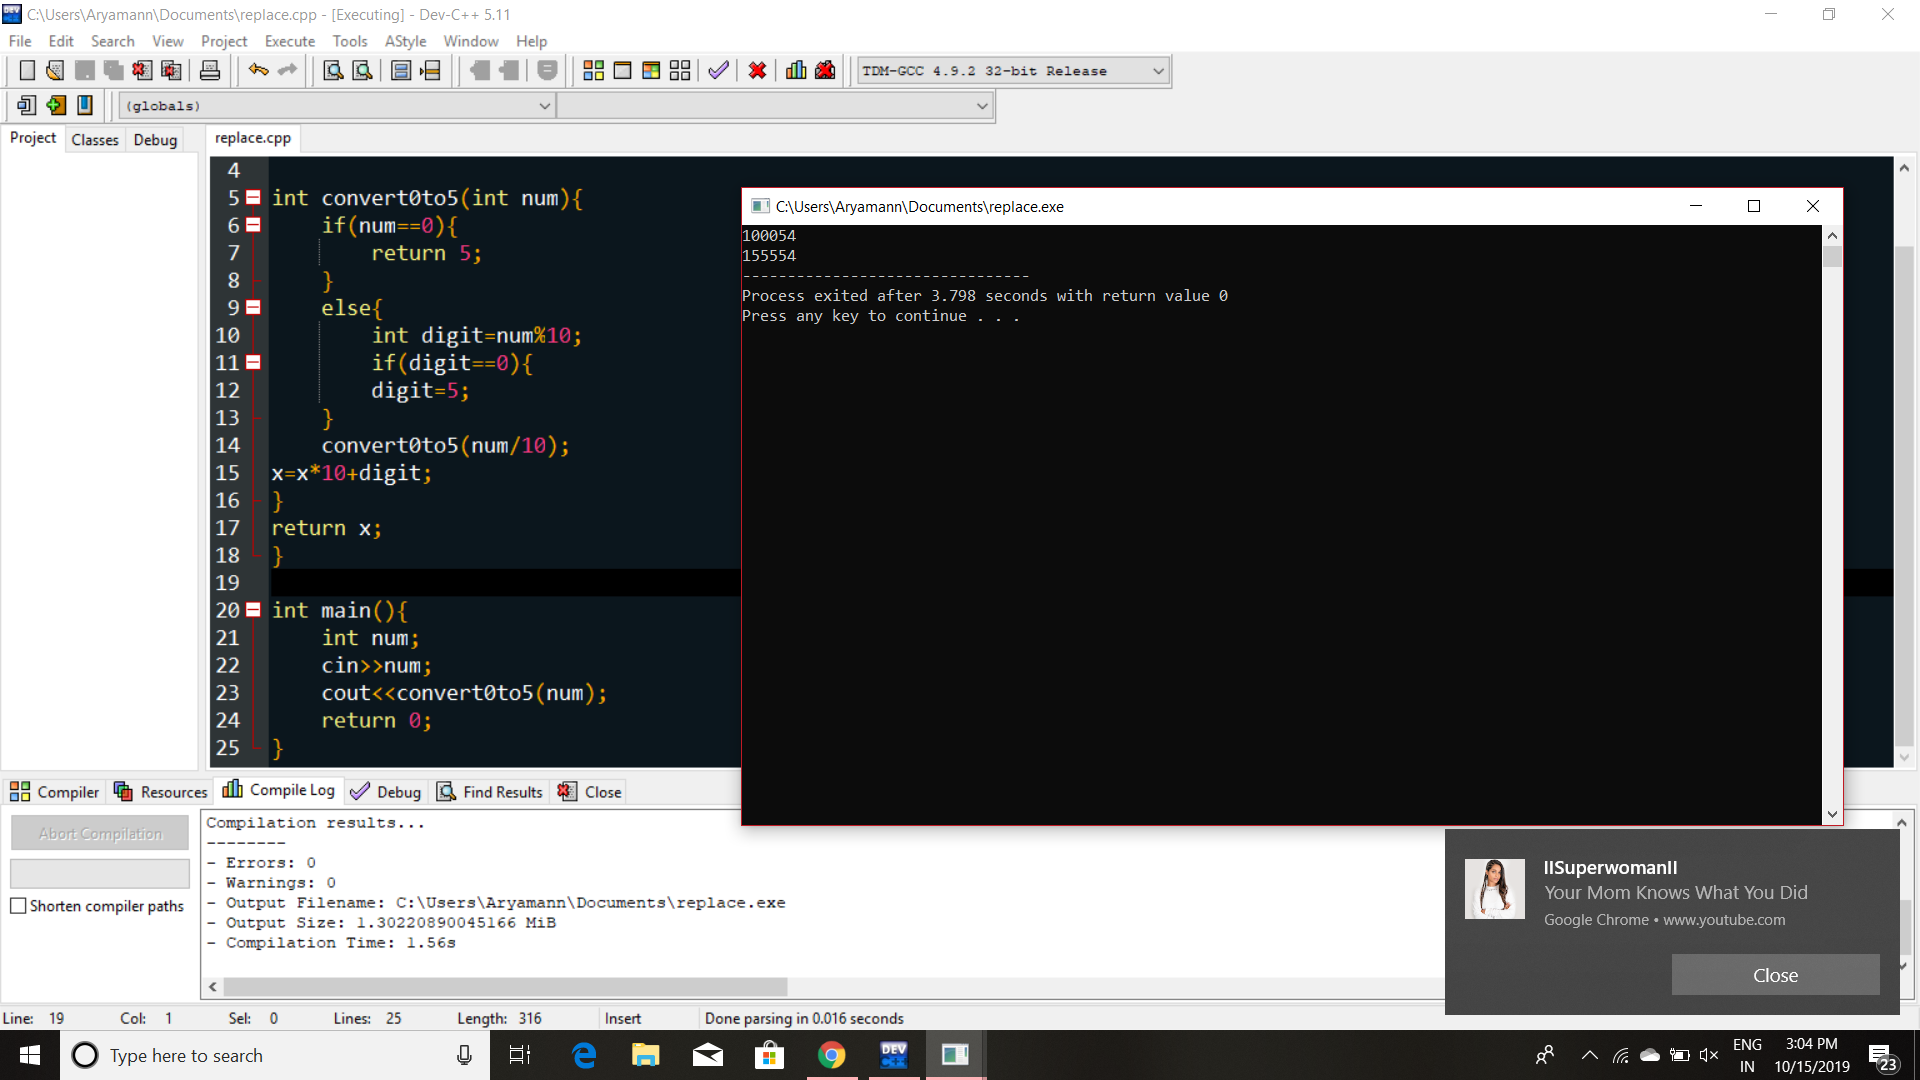 C:\Users\Aryamann\Documents\replace.cpp - [Executing] - Dev-C++ 5.11
File Edit Search View Project Execute Tools AStyle Window Help
TDM-GCC 4.9.2 32-bit Release
(globals)
Project Classes Debug
replace.cpp
4
5 int convert0to5(int num){
6 if(num==0){
7 return 5;
8 }
9 else{
10 int digit=num%10;
11 if(digit==0){
12 digit=5;
13 }
14 convert0to5(num/10);
15 x=x*10+digit;
16 }
17 return x;
18 }
19
20 int main(){
21 int num;
22 cin>>num;
23 cout<<convert0to5(num);
24 return 0;
25 }
C:\Users\Aryamann\Documents\replace.exe
100054
155554
--------------------------------
Process exited after 3.798 seconds with return value 0
Press any key to continue . . .
Compiler Resources Compile Log Debug Find Results Close
Abort Compilation
Shorten compiler paths
Compilation results...
--------
- Errors: 0
- Warnings: 0
- Output Filename: C:\Users\Aryamann\Documents\replace.exe
- Output Size: 1.30220890045166 MiB
- Compilation Time: 1.56s
IISuperwomanII
Your Mom Knows What You Did
Google Chrome • www.youtube.com
Close
Line: 19 Col: 1 Sel: 0 Lines: 25 Length: 316 Insert Done parsing in 0.016 seconds
Type here to search
DEV
ENG
IN
3:04 PM
10/15/2019
23